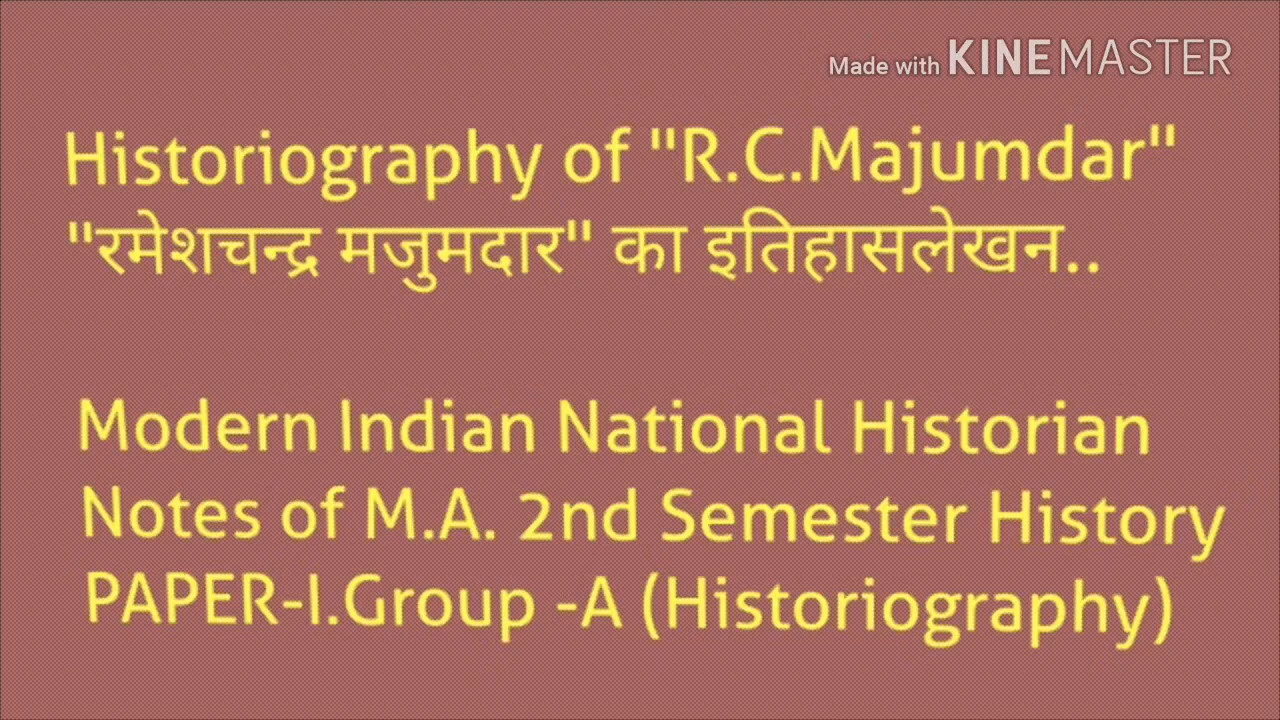 Made with KINEMASTER
Historiography of "R.C.Majumdar"
"रमेशचन्द्र मजुमदार" का इतिहासलेखन..
Modern Indian National Historian
Notes of M.A. 2nd Semester History
PAPER-I.Group -A (Historiography)